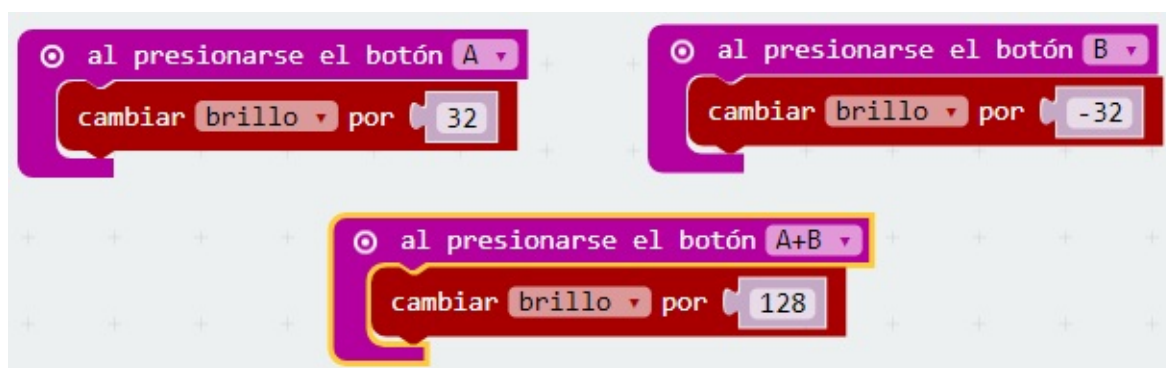 al presionarse el botón A
cambiar brillo por 32
al presionarse el botón B
cambiar brillo por -32
al presionarse el botón A+B
cambiar brillo por 128